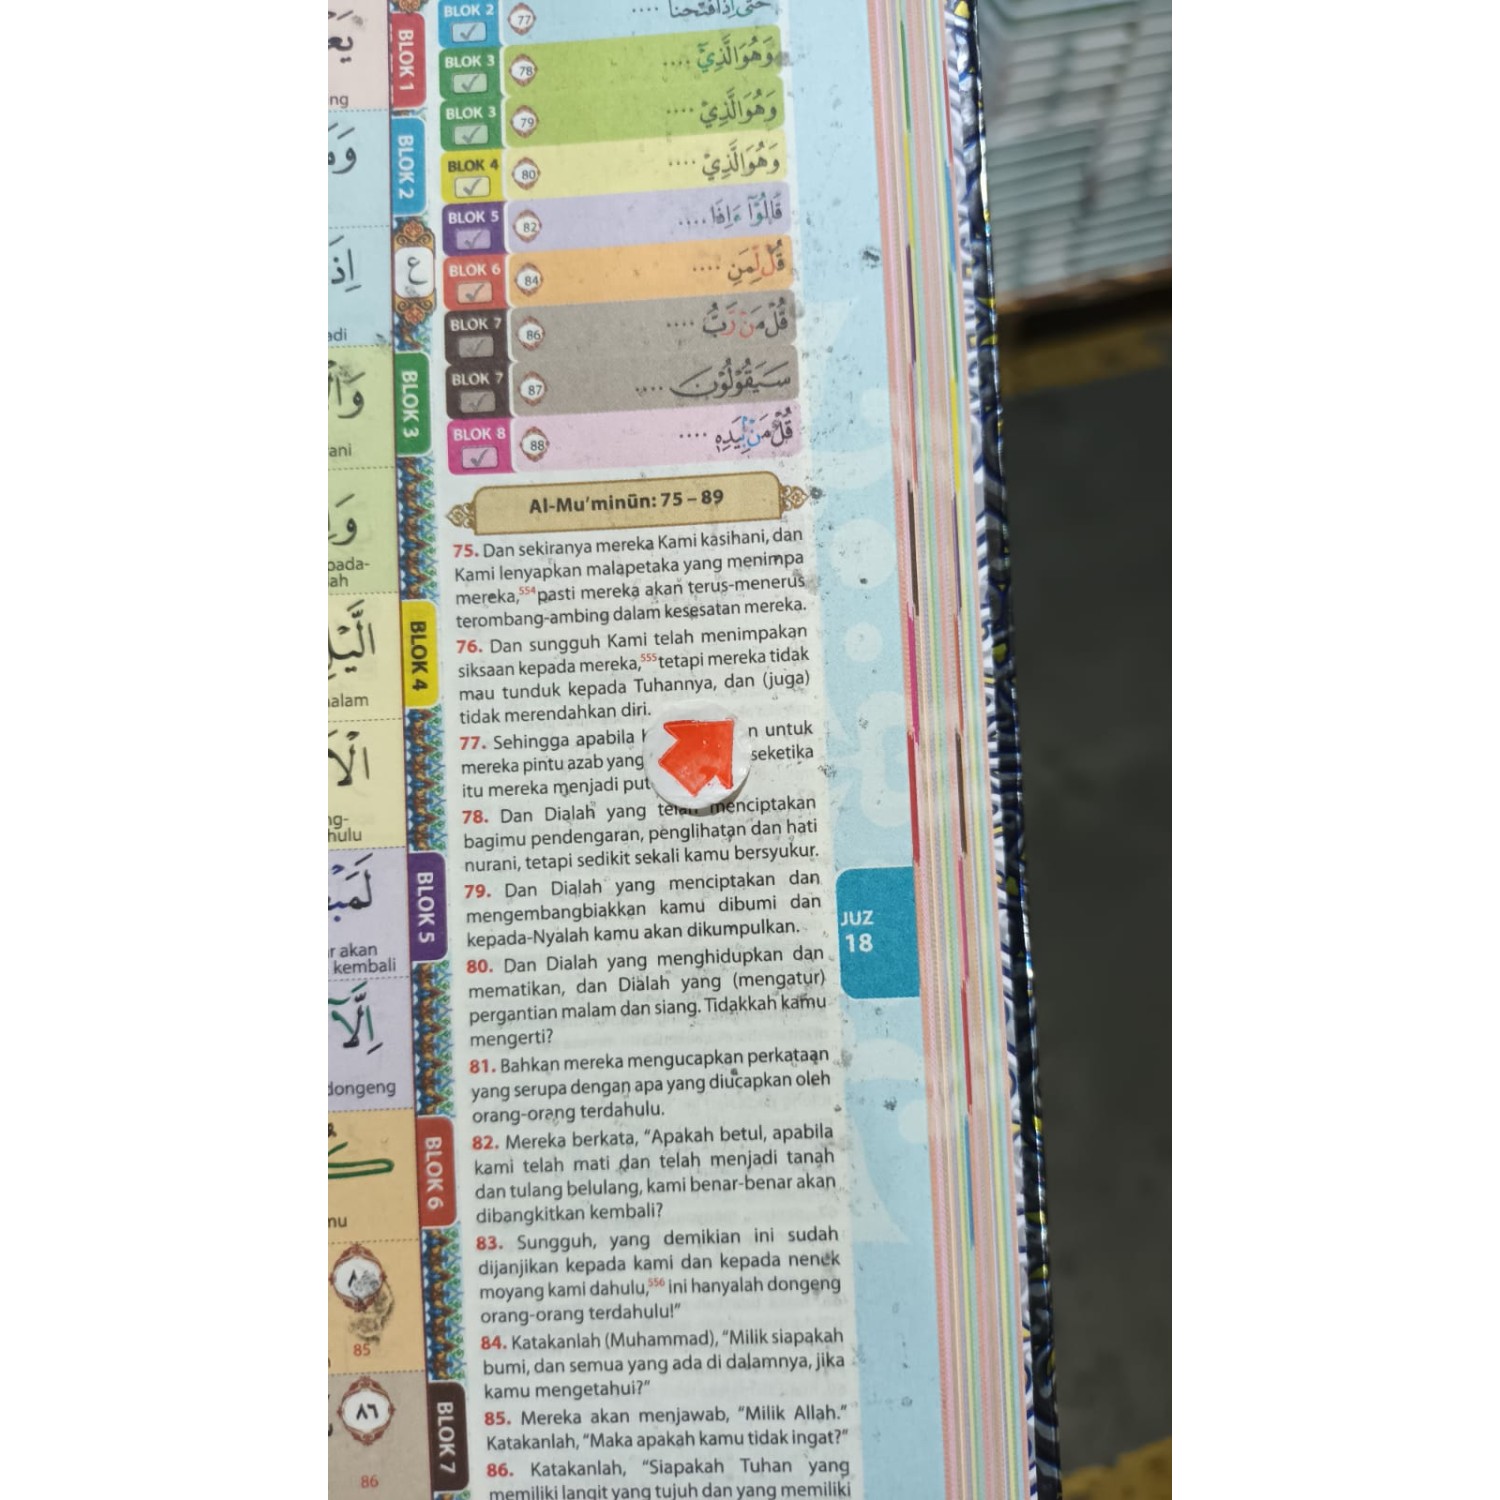 BLOK 2 77 حَتّٰىٓ اِذَا فَتَحْنَا ....
BLOK 3 78 وَهُوَ الَّذِيْٓ ....
BLOK 3 79 وَهُوَ الَّذِيْ ....
BLOK 4 80 وَهُوَ الَّذِيْ ....
BLOK 5 82 قَالُوْٓا ءَاِذَا ....
BLOK 6 84 قُلْ لِّمَنِ ....
BLOK 7 86 قُلْ مَنْ رَّبُّ ....
BLOK 7 87 سَيَقُوْلُوْنَ ....
BLOK 8 88 قُلْ مَنْۢ بِيَدِهٖ ....
Al-Mu'minūn: 75 – 89
75. Dan sekiranya mereka Kami kasihani, dan
Kami lenyapkan malapetaka yang menimpa
mereka,554 pasti mereka akan terus-menerus
terombang-ambing dalam kesesatan mereka.
76. Dan sungguh Kami telah menimpakan
siksaan kepada mereka,555 tetapi mereka tidak
mau tunduk kepada Tuhannya, dan (juga)
tidak merendahkan diri.
77. Sehingga apabila n untuk
mereka pintu azab yang seketika
itu mereka menjadi put
78. Dan Dialah yang telah menciptakan
bagimu pendengaran, penglihatan dan hati
nurani, tetapi sedikit sekali kamu bersyukur.
79. Dan Dialah yang menciptakan dan
mengembangbiakkan kamu dibumi dan
kepada-Nyalah kamu akan dikumpulkan.
80. Dan Dialah yang menghidupkan dan
mematikan, dan Dialah yang (mengatur)
pergantian malam dan siang. Tidakkah kamu
mengerti?
81. Bahkan mereka mengucapkan perkataan
yang serupa dengan apa yang diucapkan oleh
orang-orang terdahulu.
82. Mereka berkata, "Apakah betul, apabila
kami telah mati dan telah menjadi tanah
dan tulang belulang, kami benar-benar akan
dibangkitkan kembali?
83. Sungguh, yang demikian ini sudah
dijanjikan kepada kami dan kepada nenek
moyang kami dahulu,556 ini hanyalah dongeng
orang-orang terdahulu!"
84. Katakanlah (Muhammad), "Milik siapakah
bumi, dan semua yang ada di dalamnya, jika
kamu mengetahui?"
85. Mereka akan menjawab, "Milik Allah."
Katakanlah, "Maka apakah kamu tidak ingat?"
86. Katakanlah, "Siapakah Tuhan yang
memiliki langit yang tujuh dan yang memiliki
JUZ
18
BLOK 1
BLOK 2
ع
BLOK 3
BLOK 4
BLOK 5
BLOK 6
BLOK 7
ng
adi
ani
pada-
ah
alam
ng-
hulu
r akan
kembali
dongeng
mu
85
٨٦
86